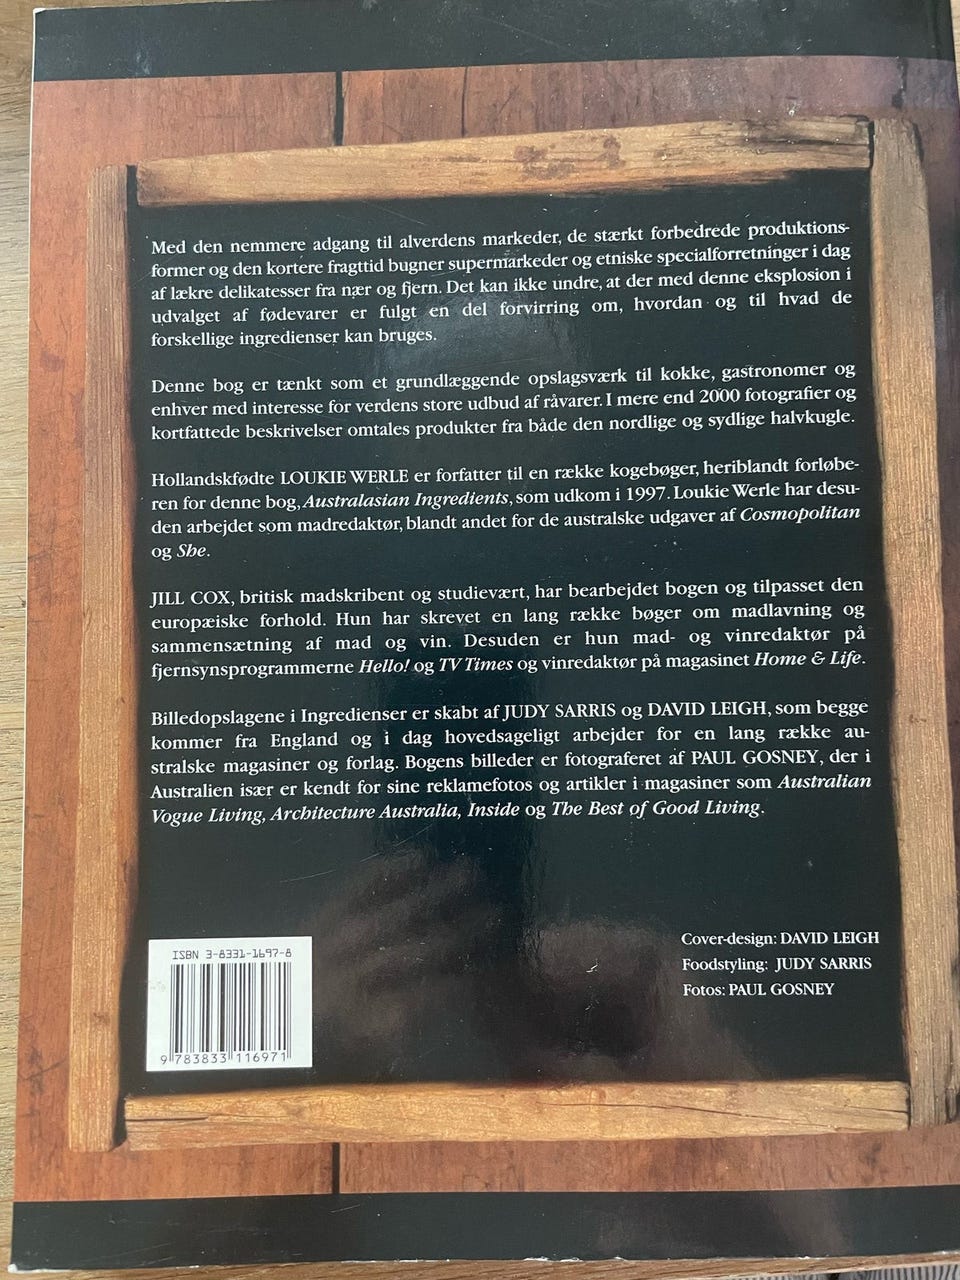 Med den nemmere adgang til alverdens markeder, de stærkt forbedrede produktions-
former og den kortere fragttid bugner supermarkeder og etniske specialforretninger i dag
af lækre delikatesser fra nær og fjern. Det kan ikke undre, at der med denne eksplosion i
udvalget af fødevarer er fulgt en del forvirring om, hvordan og til hvad de
forskellige ingredienser kan bruges.
Denne bog er tænkt som et grundlæggende opslagsværk til kokke, gastronomer og
enhver med interesse for verdens store udbud af råvarer. I mere end 2000 fotografier og
kortfattede beskrivelser omtales produkter fra både den nordlige og sydlige halvkugle.
Hollandskfødte LOUKIE WERLE er forfatter til en række kogebøger, heriblandt forløbe-
ren for denne bog, Australasian Ingredients, som udkom i 1997. Loukie Werle har desu-
den arbejdet som madredaktør, blandt andet for de australske udgaver af Cosmopolitan
og She.
JILL COX, britisk madskribent og studievært, har bearbejdet bogen og tilpasset den
europæiske forhold. Hun har skrevet en lang række bøger om madlavning og
sammensætning af mad og vin. Desuden er hun mad- og vinredaktør på
fjernsynsprogrammerne Hello! og TV Times og vinredaktør på magasinet Home & Life.
Billedopslagene i Ingredienser er skabt af JUDY SARRIS og DAVID LEIGH, som begge
kommer fra England og i dag hovedsageligt arbejder for en lang række au-
stralske magasiner og forlag. Bogens billeder er fotograferet af PAUL GOSNEY, der i
Australien især er kendt for sine reklamefotos og artikler i magasiner som Australian
Vogue Living, Architecture Australia, Inside og The Best of Good Living.
Cover-design: DAVID LEIGH
Foodstyling: JUDY SARRIS
Fotos: PAUL GOSNEY
ISBN 3-8331-1697-8
9 783833 116971